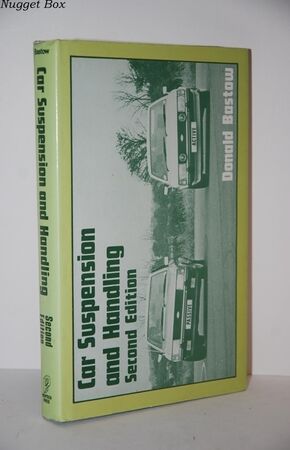 Nugget Box
Bastow
Car Suspension and Handling
Second
Edition
Car Suspension
and Handling
Second Edition
Donald Bastow
ACTIVE
PASSIVE